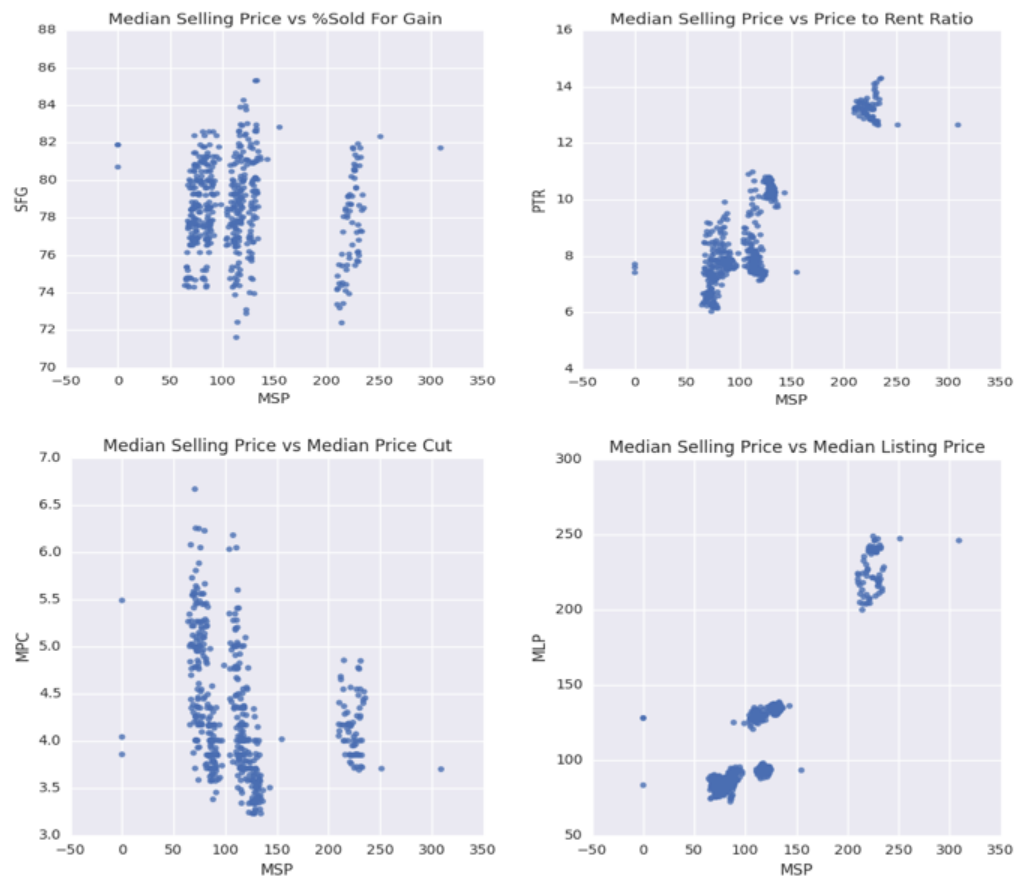 Median Selling Price vs %Sold For Gain
88
86
84
82
80
78
76
74
72
70
SFG
−50 0 50 100 150 200 250 300 350
MSP
Median Selling Price vs Price to Rent Ratio
16
14
12
10
8
6
4
PTR
−50 0 50 100 150 200 250 300 350
MSP
Median Selling Price vs Median Price Cut
7.0
6.5
6.0
5.5
5.0
4.5
4.0
3.5
3.0
MPC
−50 0 50 100 150 200 250 300 350
MSP
Median Selling Price vs Median Listing Price
300
250
200
150
100
50
MLP
−50 0 50 100 150 200 250 300 350
MSP